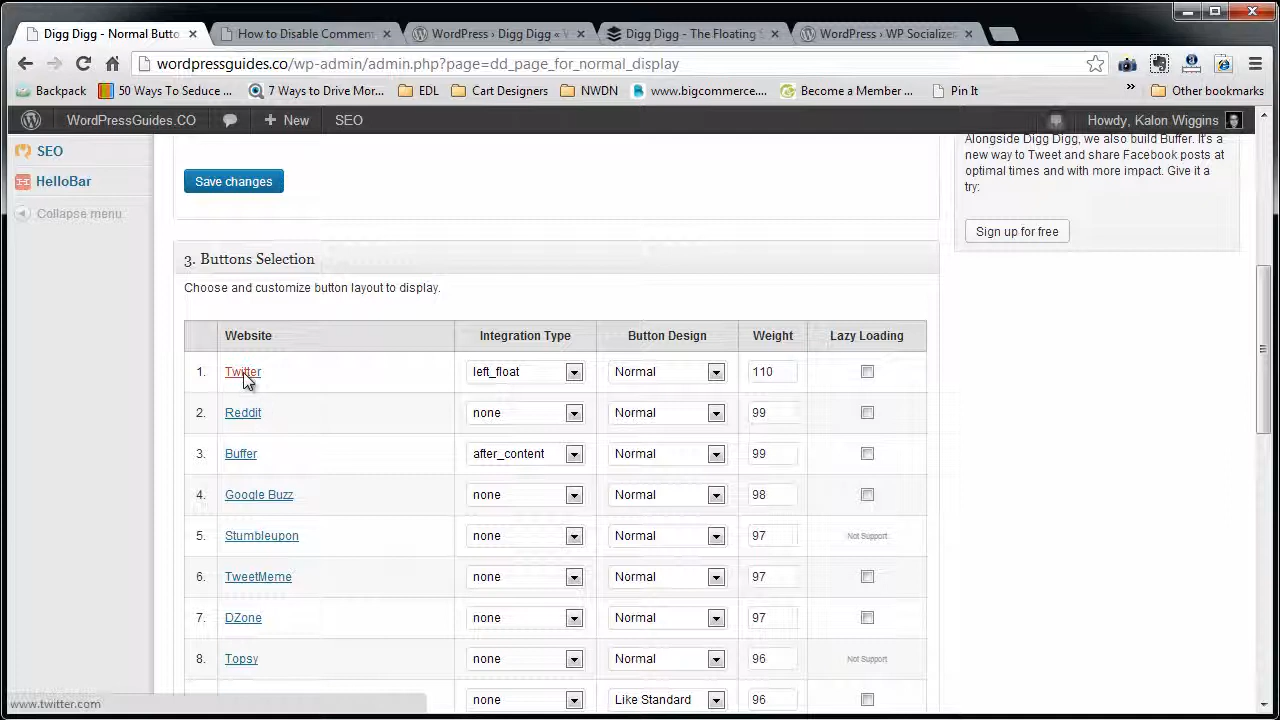 Digg Digg - Normal Butto
How to Disable Commen
WordPress › Digg Digg « V
Digg Digg - The Floating S
WordPress › WP Socializer
wordpressguides.co/wp-admin/admin.php?page=dd_page_for_normal_display
Backpack
50 Ways To Seduce ...
7 Ways to Drive Mor...
EDL
Cart Designers
NWDN
www.bigcommerce....
Become a Member ...
Pin It
»
Other bookmarks
WordPressGuides.CO
+ New
SEO
Howdy, Kalon Wiggins
SEO
HelloBar
Collapse menu
Save changes
Alongside Digg Digg, we also build Buffer. It's a
new way to Tweet and share Facebook posts at
optimal times and with more impact. Give it a
try:
Sign up for free
3. Buttons Selection
Choose and customize button layout to display.
Website Integration Type Button Design Weight Lazy Loading
1. Twitter left_float Normal 110
2. Reddit none Normal 99
3. Buffer after_content Normal 99
4. Google Buzz none Normal 98
5. Stumbleupon none Normal 97 Not Support
6. TweetMeme none Normal 97
7. DZone none Normal 97
8. Topsy none Normal 96 Not Support
none Like Standard 96
www.twitter.com